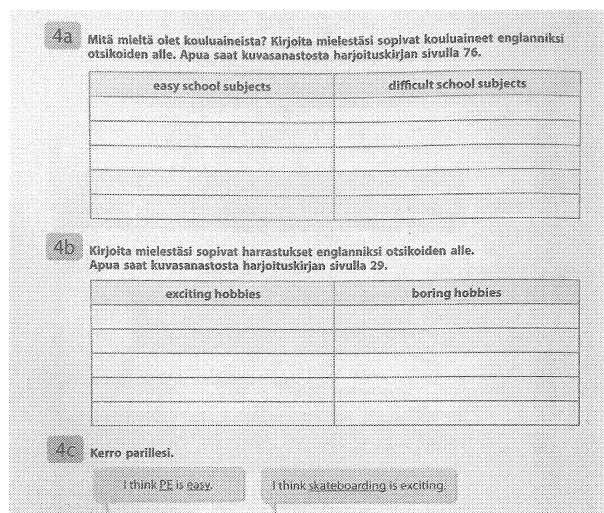 4a Mitä mieltä olet kouluaineista? Kirjoita mielestäsi sopivat kouluaineet englanniksi
otsikoiden alle. Apua saat kuvasanastosta harjoituskirjan sivulla 76.
easy school subjects difficult school subjects
4b Kirjoita mielestäsi sopivat harrastukset englanniksi otsikoiden alle.
Apua saat kuvasanastosta harjoituskirjan sivulla 29.
exciting hobbies boring hobbies
4c Kerro parillesi.
I think PE is easy. I think skateboarding is exciting.